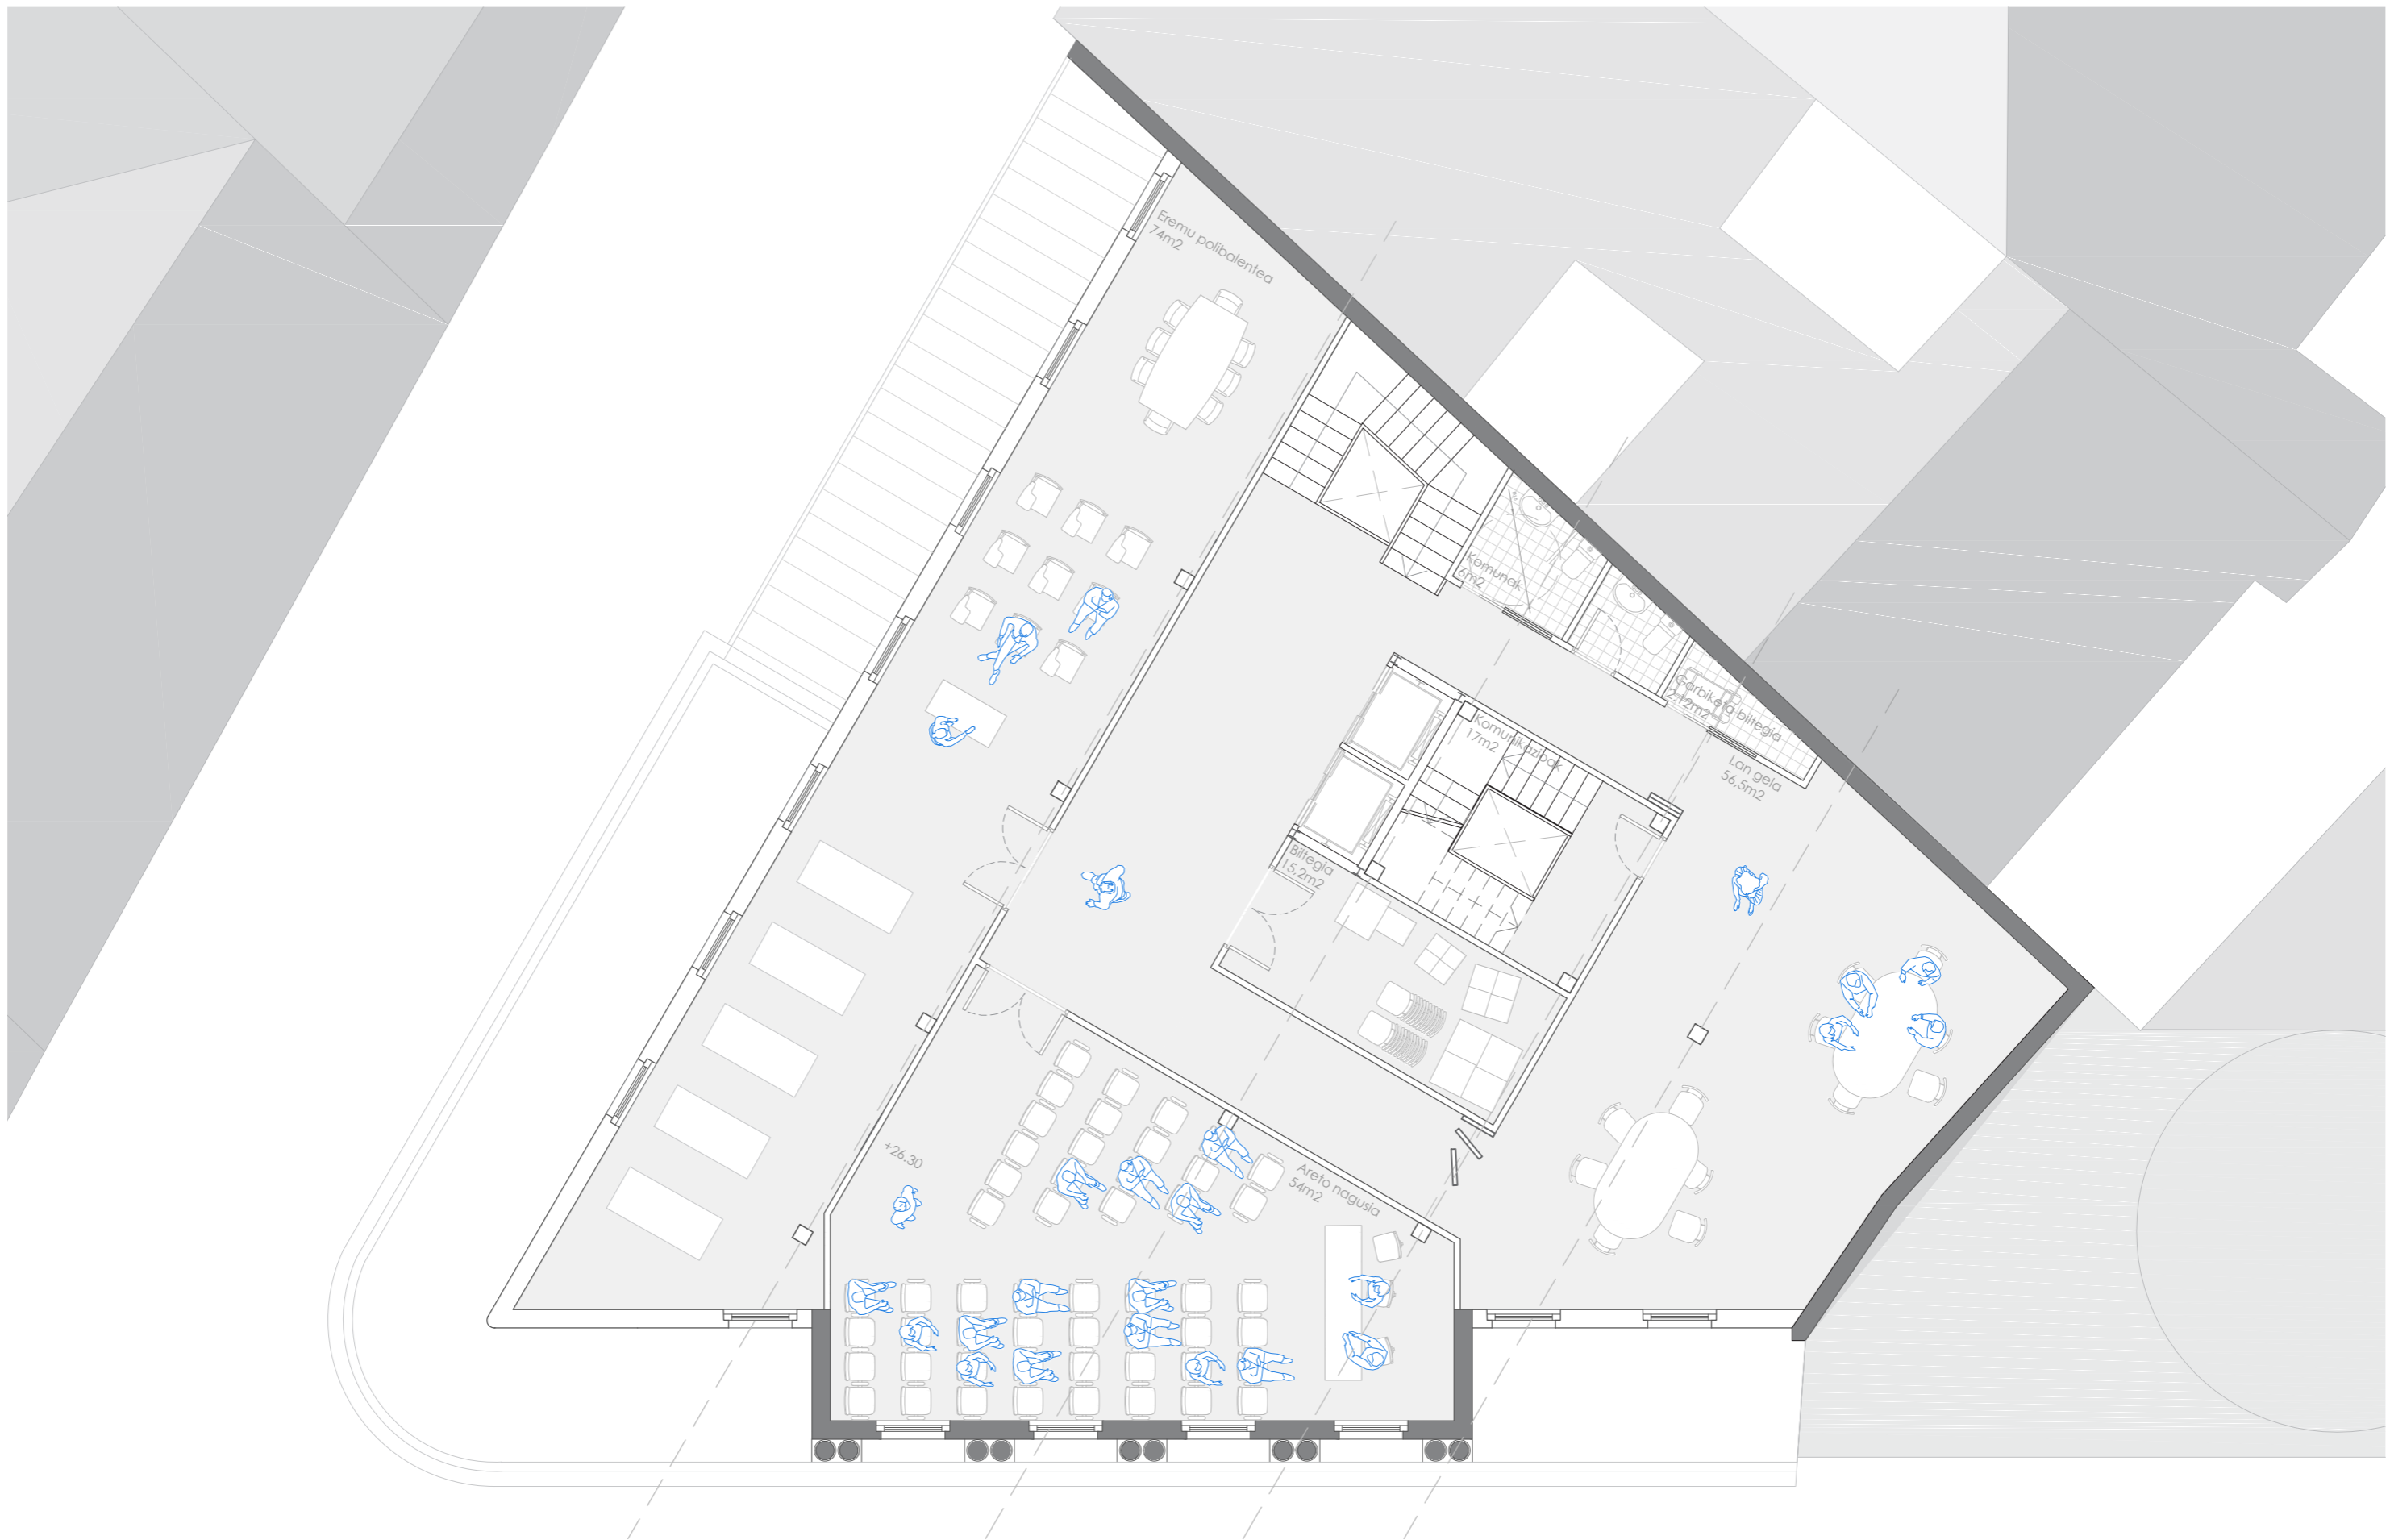 Eremu polibalentea
74m2
Komunak
6m2
Garbiketa biltegia
2,12m2
Komunikazioak
17m2
Lan gela
56,5m2
Biltegia
15,2m2
+26.30
Areto nagusia
54m2